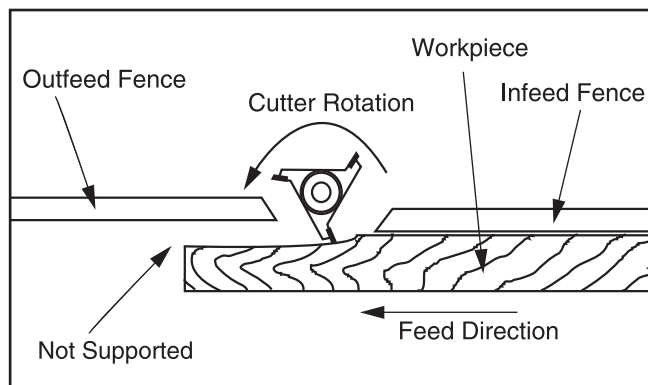 Workpiece
Outfeed Fence
Infeed Fence
Cutter Rotation
Not Supported
Feed Direction